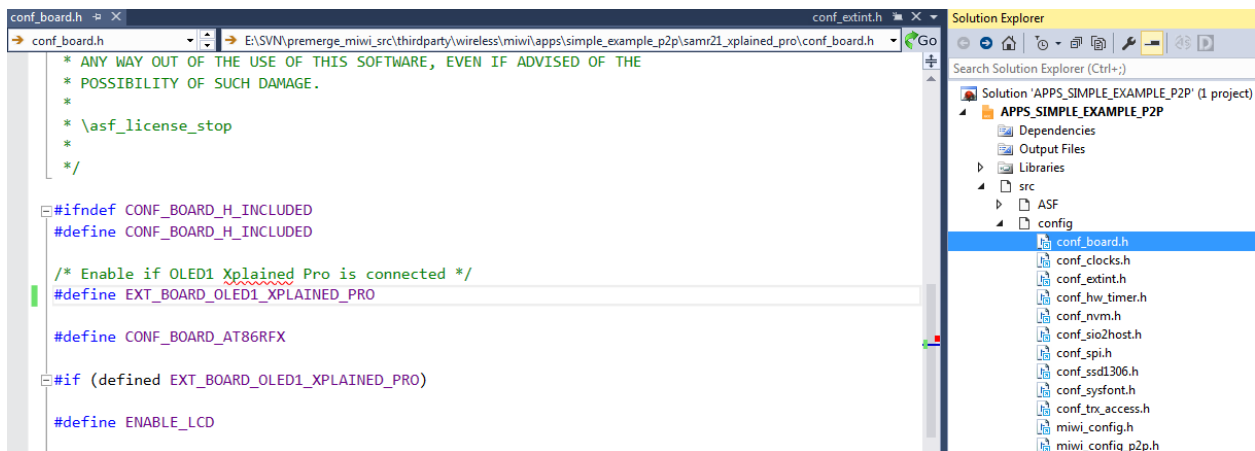 conf_board.h
conf_extint.h
conf_board.h
E:\SVN\premerge_miwi_src\thirdparty\wireless\miwi\apps\simple_example_p2p\samr21_xplained_pro\conf_board.h
Go
* ANY WAY OUT OF THE USE OF THIS SOFTWARE, EVEN IF ADVISED OF THE
* POSSIBILITY OF SUCH DAMAGE.
*
* \asf_license_stop
*
*/
#ifndef CONF_BOARD_H_INCLUDED
#define CONF_BOARD_H_INCLUDED
/* Enable if OLED1 Xplained Pro is connected */
#define EXT_BOARD_OLED1_XPLAINED_PRO
#define CONF_BOARD_AT86RFX
#if (defined EXT_BOARD_OLED1_XPLAINED_PRO)
#define ENABLE_LCD
Solution Explorer
Search Solution Explorer (Ctrl+;)
Solution 'APPS_SIMPLE_EXAMPLE_P2P' (1 project)
APPS_SIMPLE_EXAMPLE_P2P
Dependencies
Output Files
Libraries
src
ASF
config
conf_board.h
conf_clocks.h
conf_extint.h
conf_hw_timer.h
conf_nvm.h
conf_sio2host.h
conf_spi.h
conf_ssd1306.h
conf_sysfont.h
conf_trx_access.h
miwi_config.h
miwi_config_p2p.h